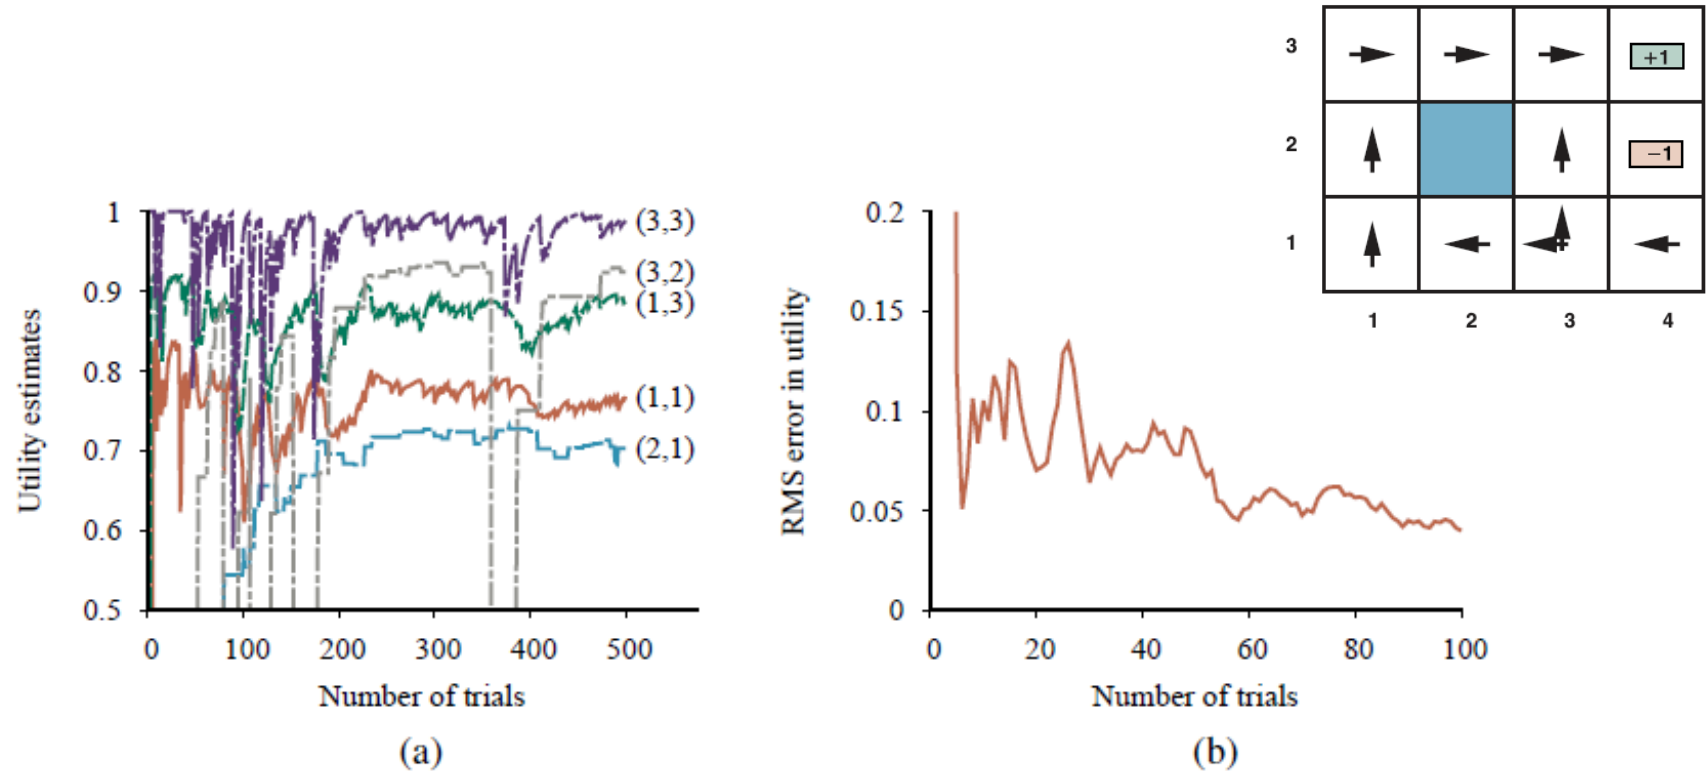 3
+1
2
−1
1
1 2 3 4
1
0.9
0.8
0.7
0.6
0.5
Utility estimates
(3,3)
(3,2)
(1,3)
(1,1)
(2,1)
0 100 200 300 400 500
Number of trials
(a)
0.2
0.15
0.1
0.05
0
RMS error in utility
0 20 40 60 80 100
Number of trials
(b)